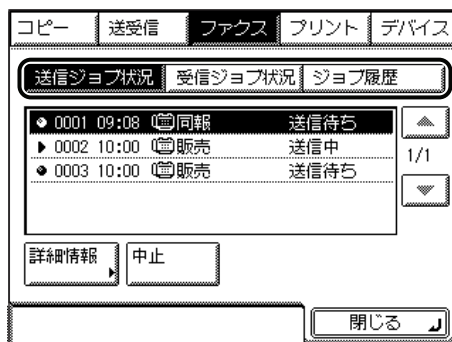 コピー 送受信 ファクス プリント デバイス
送信ジョブ状況 受信ジョブ状況 ジョブ履歴
0001 09:08 同報 送信待ち
0002 10:00 販売 送信中
0003 10:00 販売 送信待ち
1/1
詳細情報 中止
閉じる